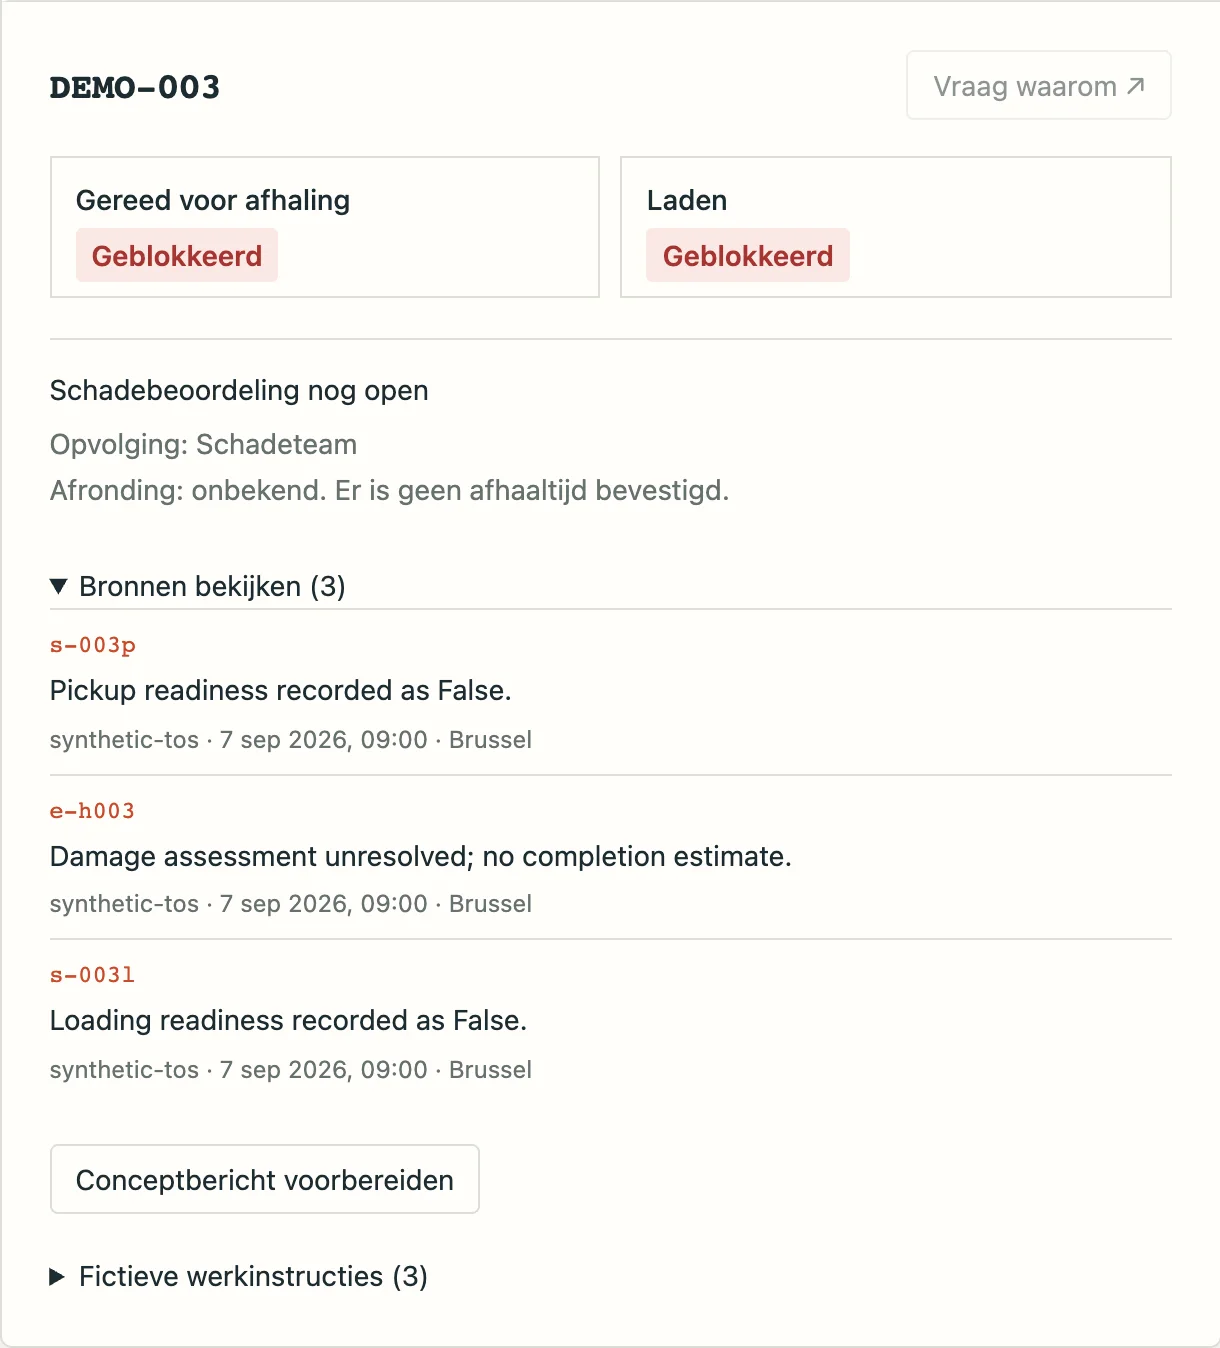 DEMO-003
Vraag waarom ↗
Gereed voor afhaling
Geblokkeerd
Laden
Geblokkeerd
Schadebeoordeling nog open
Opvolging: Schadeteam
Afronding: onbekend. Er is geen afhaaltijd bevestigd.
▼ Bronnen bekijken (3)
s-003p
Pickup readiness recorded as False.
synthetic-tos · 7 sep 2026, 09:00 · Brussel
e-h003
Damage assessment unresolved; no completion estimate.
synthetic-tos · 7 sep 2026, 09:00 · Brussel
s-003l
Loading readiness recorded as False.
synthetic-tos · 7 sep 2026, 09:00 · Brussel
Conceptbericht voorbereiden
▶ Fictieve werkinstructies (3)